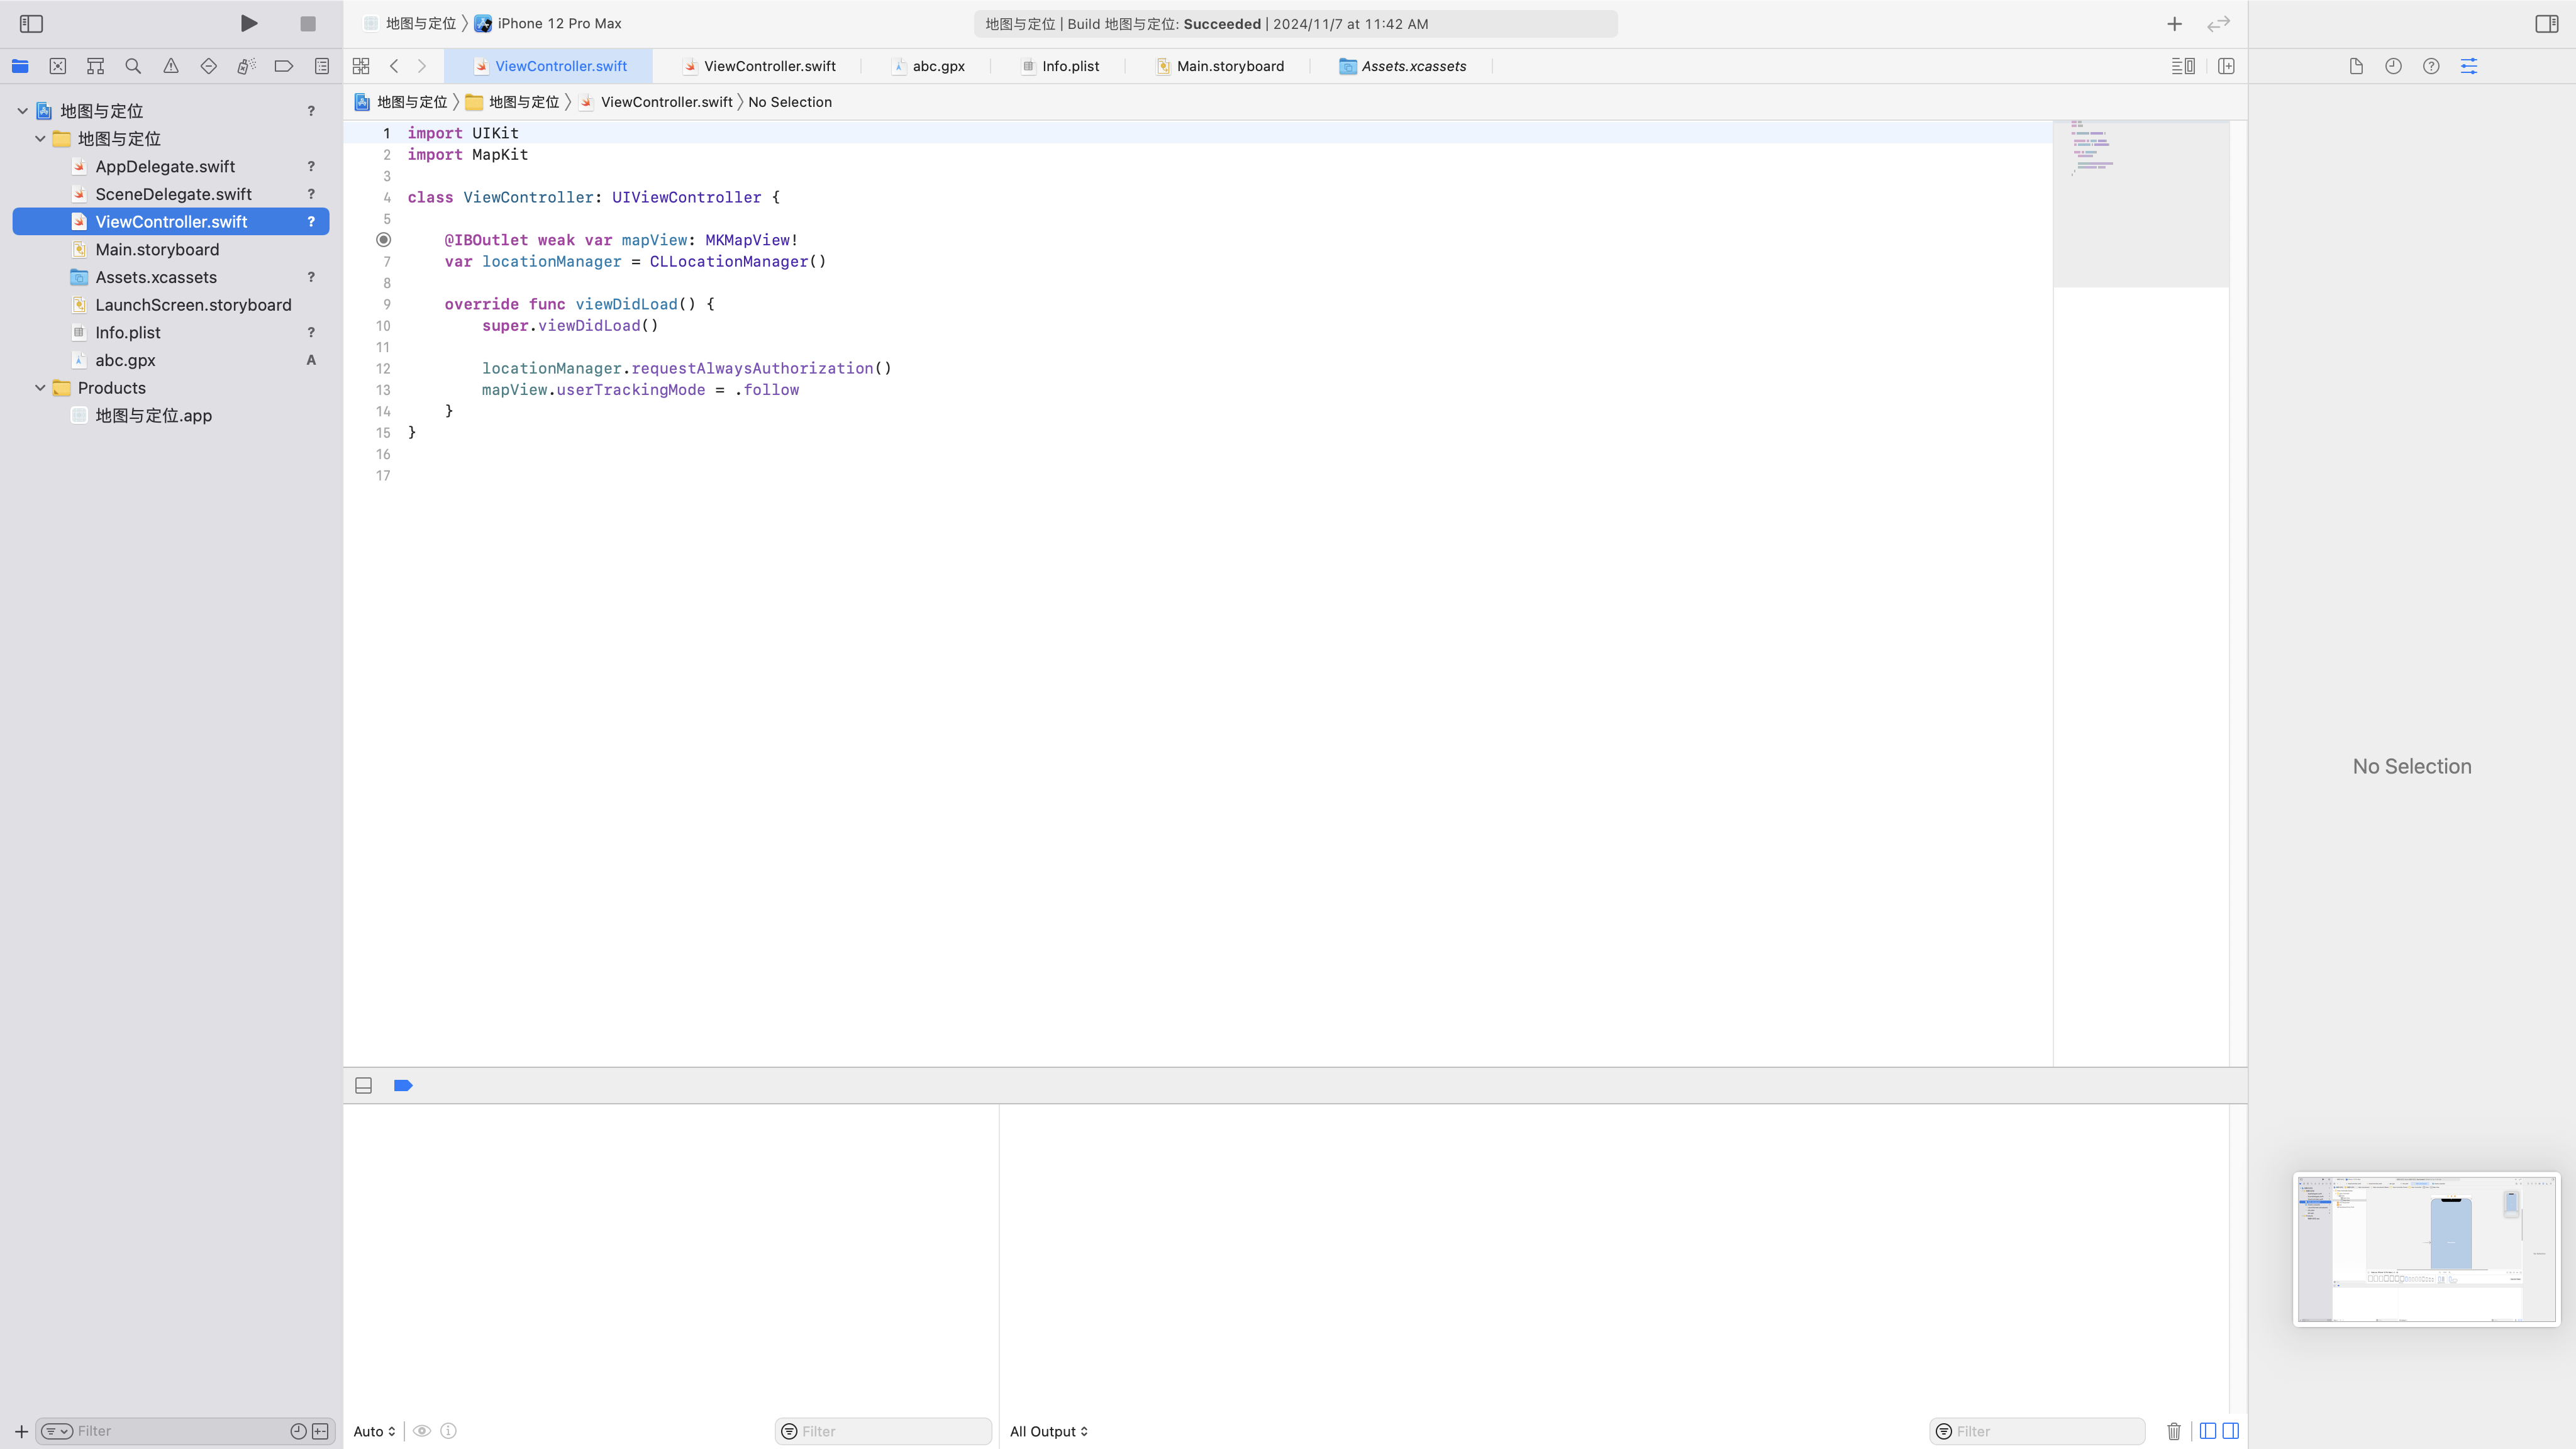 地图与定位 iPhone 12 Pro Max
地图与定位 | Build 地图与定位: Succeeded | 2024/11/7 at 11:42 AM
ViewController.swift
ViewController.swift
abc.gpx
Info.plist
Main.storyboard
Assets.xcassets
地图与定位 地图与定位 ViewController.swift No Selection
地图与定位 ?
地图与定位
AppDelegate.swift ?
SceneDelegate.swift ?
ViewController.swift ?
Main.storyboard
Assets.xcassets ?
LaunchScreen.storyboard
Info.plist ?
abc.gpx A
Products
地图与定位.app
1 import UIKit
2 import MapKit
3
4 class ViewController: UIViewController {
5
@IBOutlet weak var mapView: MKMapView!
7 var locationManager = CLLocationManager()
8
9 override func viewDidLoad() {
10 super.viewDidLoad()
11
12 locationManager.requestAlwaysAuthorization()
13 mapView.userTrackingMode = .follow
14 }
15 }
16
17
No Selection
Filter
Auto
Filter
All Output
Filter